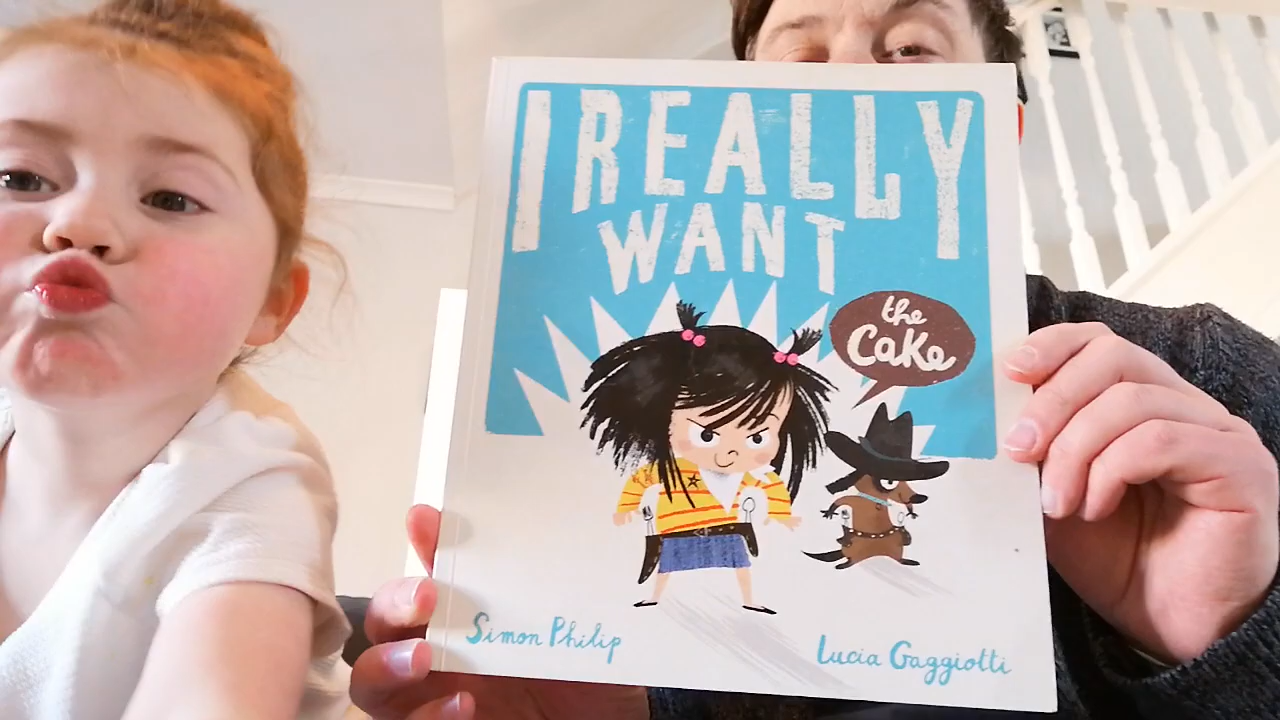 I REALLY
WANT
the
Cake
Simon Philip
Lucia Gaggiotti